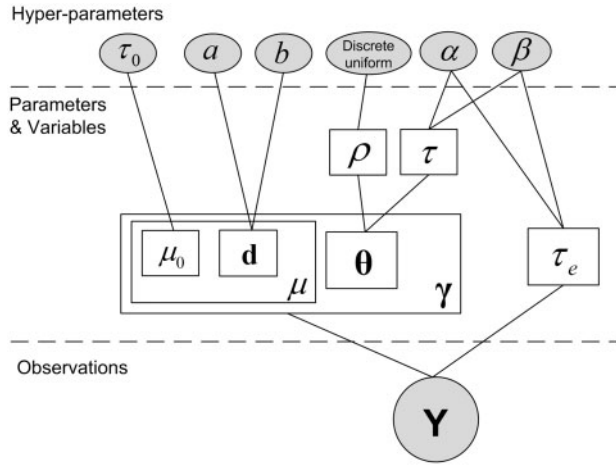 Hyper-parameters
τ₀ a b Discrete uniform α β
Parameters
& Variables
ρ τ
μ₀ d θ τₑ
μ γ
Observations
Y